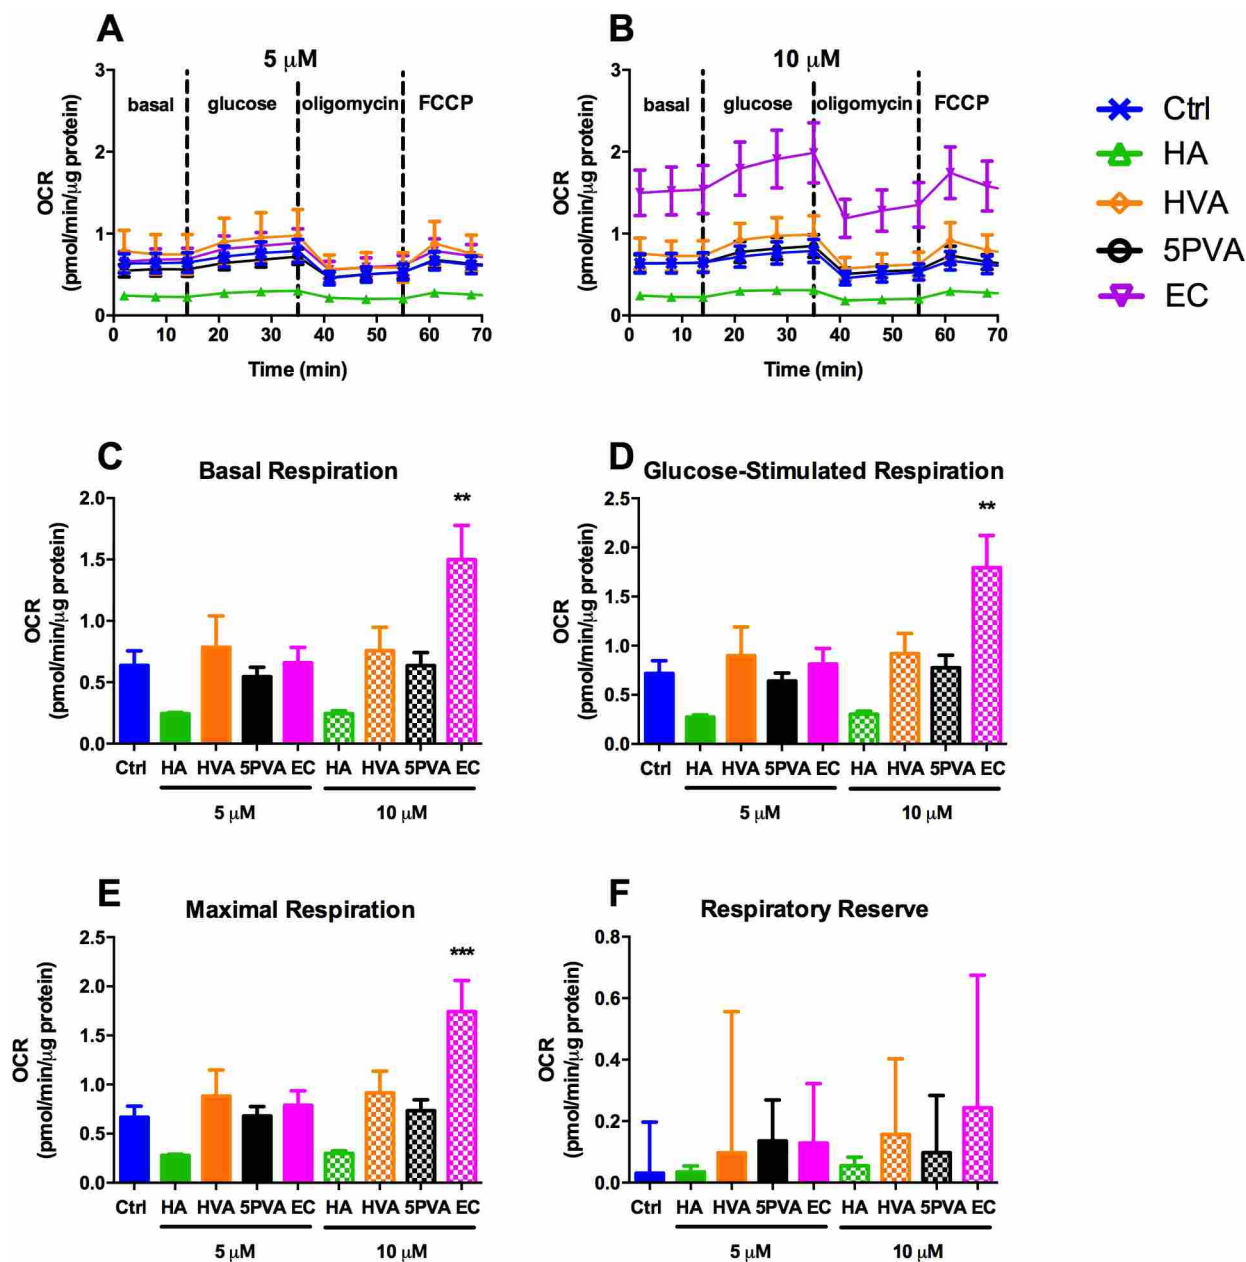 A
5 µM
OCR
(pmol/min/µg protein)
3
2
1
0
basal
glucose
oligomycin
FCCP
0 10 20 30 40 50 60 70
Time (min)
B
10 µM
OCR
(pmol/min/µg protein)
3
2
1
0
basal
glucose
oligomycin
FCCP
0 10 20 30 40 50 60 70
Time (min)
Ctrl
HA
HVA
5PVA
EC
C
Basal Respiration
OCR
(pmol/min/µg protein)
2.0
1.5
1.0
0.5
0.0
**
Ctrl HA HVA 5PVA EC HA HVA 5PVA EC
5 µM 10 µM
D
Glucose-Stimulated Respiration
OCR
(pmol/min/µg protein)
2.5
2.0
1.5
1.0
0.5
0.0
**
Ctrl HA HVA 5PVA EC HA HVA 5PVA EC
5 µM 10 µM
E
Maximal Respiration
OCR
(pmol/min/µg protein)
2.5
2.0
1.5
1.0
0.5
0.0
***
Ctrl HA HVA 5PVA EC HA HVA 5PVA EC
5 µM 10 µM
F
Respiratory Reserve
OCR
(pmol/min/µg protein)
0.8
0.6
0.4
0.2
0.0
Ctrl HA HVA 5PVA EC HA HVA 5PVA EC
5 µM 10 µM